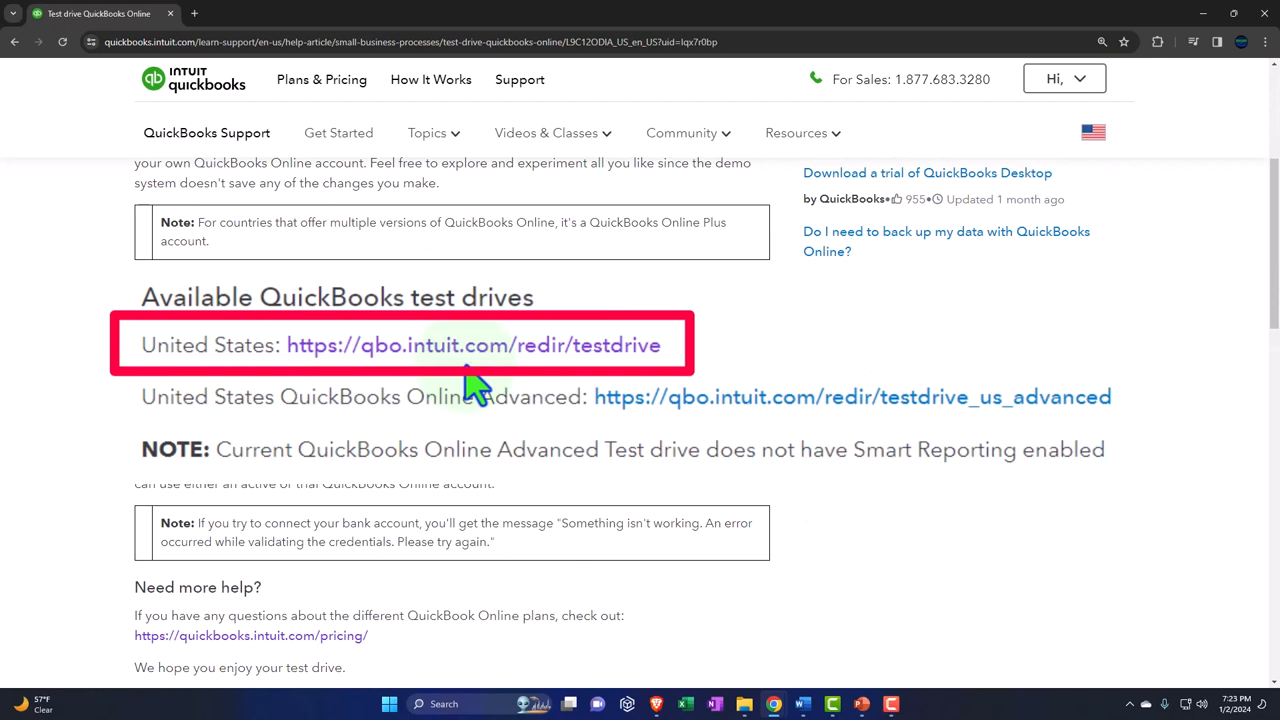 Test drive QuickBooks Online
quickbooks.intuit.com/learn-support/en-us/help-article/small-business-processes/test-drive-quickbooks-online/L9C12ODIA_US_en_US?uid=lqx7r0bp
INTUIT
quickbooks
Plans & Pricing
How It Works
Support
For Sales: 1.877.683.3280
Hi,
QuickBooks Support
Get Started
Topics
Videos & Classes
Community
Resources
your own QuickBooks Online account. Feel free to explore and experiment all you like since the demo
system doesn't save any of the changes you make.
Note: For countries that offer multiple versions of QuickBooks Online, it's a QuickBooks Online Plus
account.
Download a trial of QuickBooks Desktop
by QuickBooks• 955• Updated 1 month ago
Do I need to back up my data with QuickBooks
Online?
Available QuickBooks test drives
United States: https://qbo.intuit.com/redir/testdrive
United States QuickBooks Online Advanced: https://qbo.intuit.com/redir/testdrive_us_advanced
NOTE: Current QuickBooks Online Advanced Test drive does not have Smart Reporting enabled
can use either an active or trial QuickBooks Online account.
Note: If you try to connect your bank account, you'll get the message "Something isn't working. An error
occurred while validating the credentials. Please try again."
Need more help?
If you have any questions about the different QuickBook Online plans, check out:
https://quickbooks.intuit.com/pricing/
We hope you enjoy your test drive.
57°F
Clear
Search
7:23 PM
1/2/2024